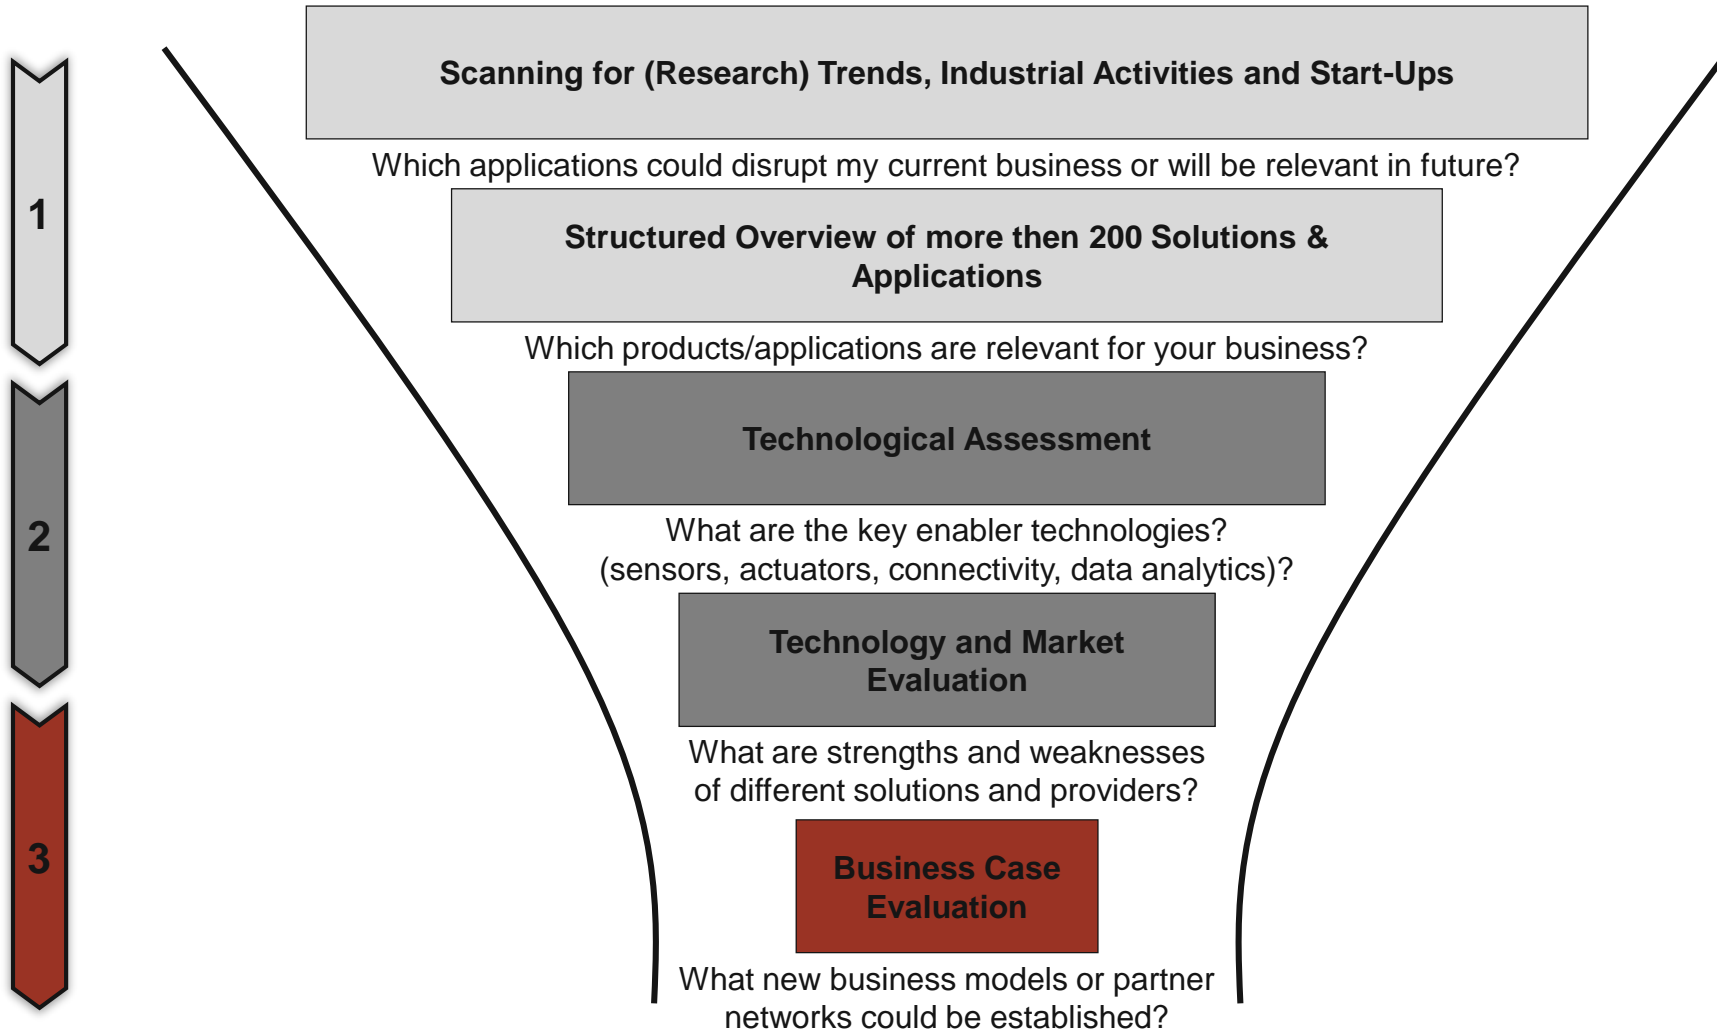 Scanning for (Research) Trends, Industrial Activities and Start-Ups
Which applications could disrupt my current business or will be relevant in future?
1
Structured Overview of more then 200 Solutions &
Applications
Which products/applications are relevant for your business?
Technological Assessment
2
What are the key enabler technologies?
(sensors, actuators, connectivity, data analytics)?
Technology and Market
Evaluation
What are strengths and weaknesses
of different solutions and providers?
3
Business Case
Evaluation
What new business models or partner
networks could be established?